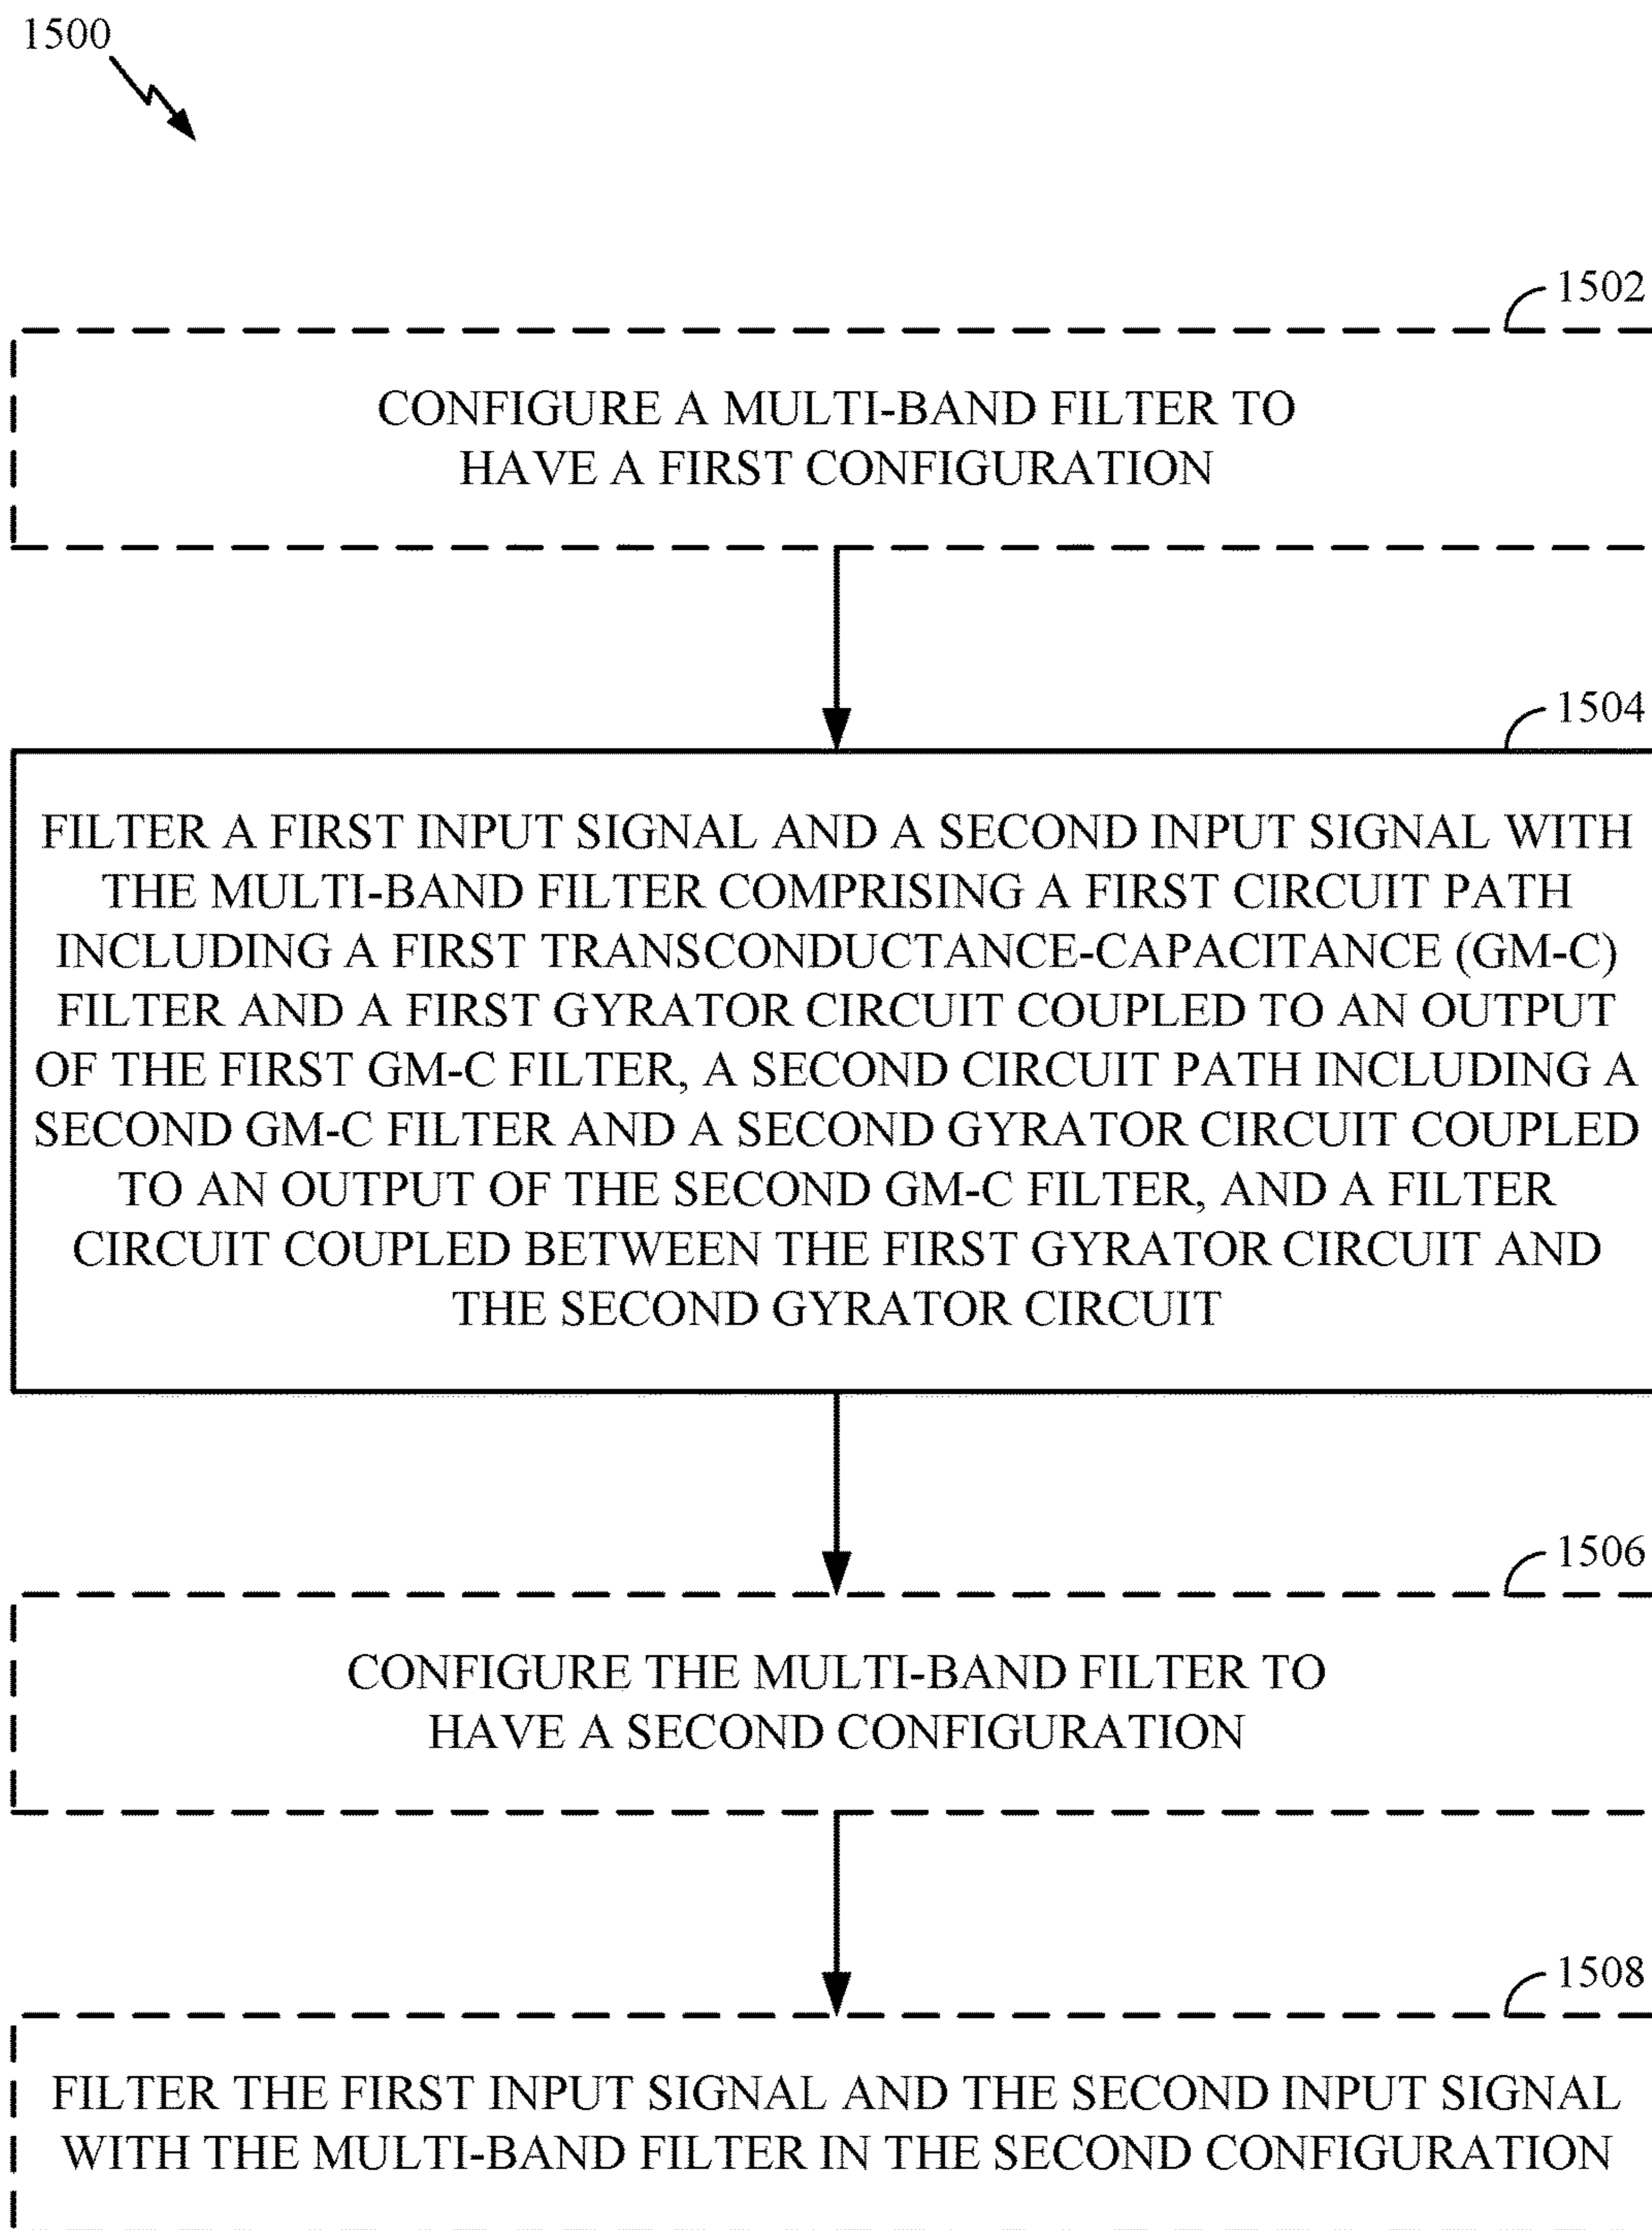 1500
1502
CONFIGURE A MULTI-BAND FILTER TO
HAVE A FIRST CONFIGURATION
1504
FILTER A FIRST INPUT SIGNAL AND A SECOND INPUT SIGNAL WITH
THE MULTI-BAND FILTER COMPRISING A FIRST CIRCUIT PATH
INCLUDING A FIRST TRANSCONDUCTANCE-CAPACITANCE (GM-C)
FILTER AND A FIRST GYRATOR CIRCUIT COUPLED TO AN OUTPUT
OF THE FIRST GM-C FILTER, A SECOND CIRCUIT PATH INCLUDING A
SECOND GM-C FILTER AND A SECOND GYRATOR CIRCUIT COUPLED
TO AN OUTPUT OF THE SECOND GM-C FILTER, AND A FILTER
CIRCUIT COUPLED BETWEEN THE FIRST GYRATOR CIRCUIT AND
THE SECOND GYRATOR CIRCUIT
1506
CONFIGURE THE MULTI-BAND FILTER TO
HAVE A SECOND CONFIGURATION
1508
FILTER THE FIRST INPUT SIGNAL AND THE SECOND INPUT SIGNAL
WITH THE MULTI-BAND FILTER IN THE SECOND CONFIGURATION